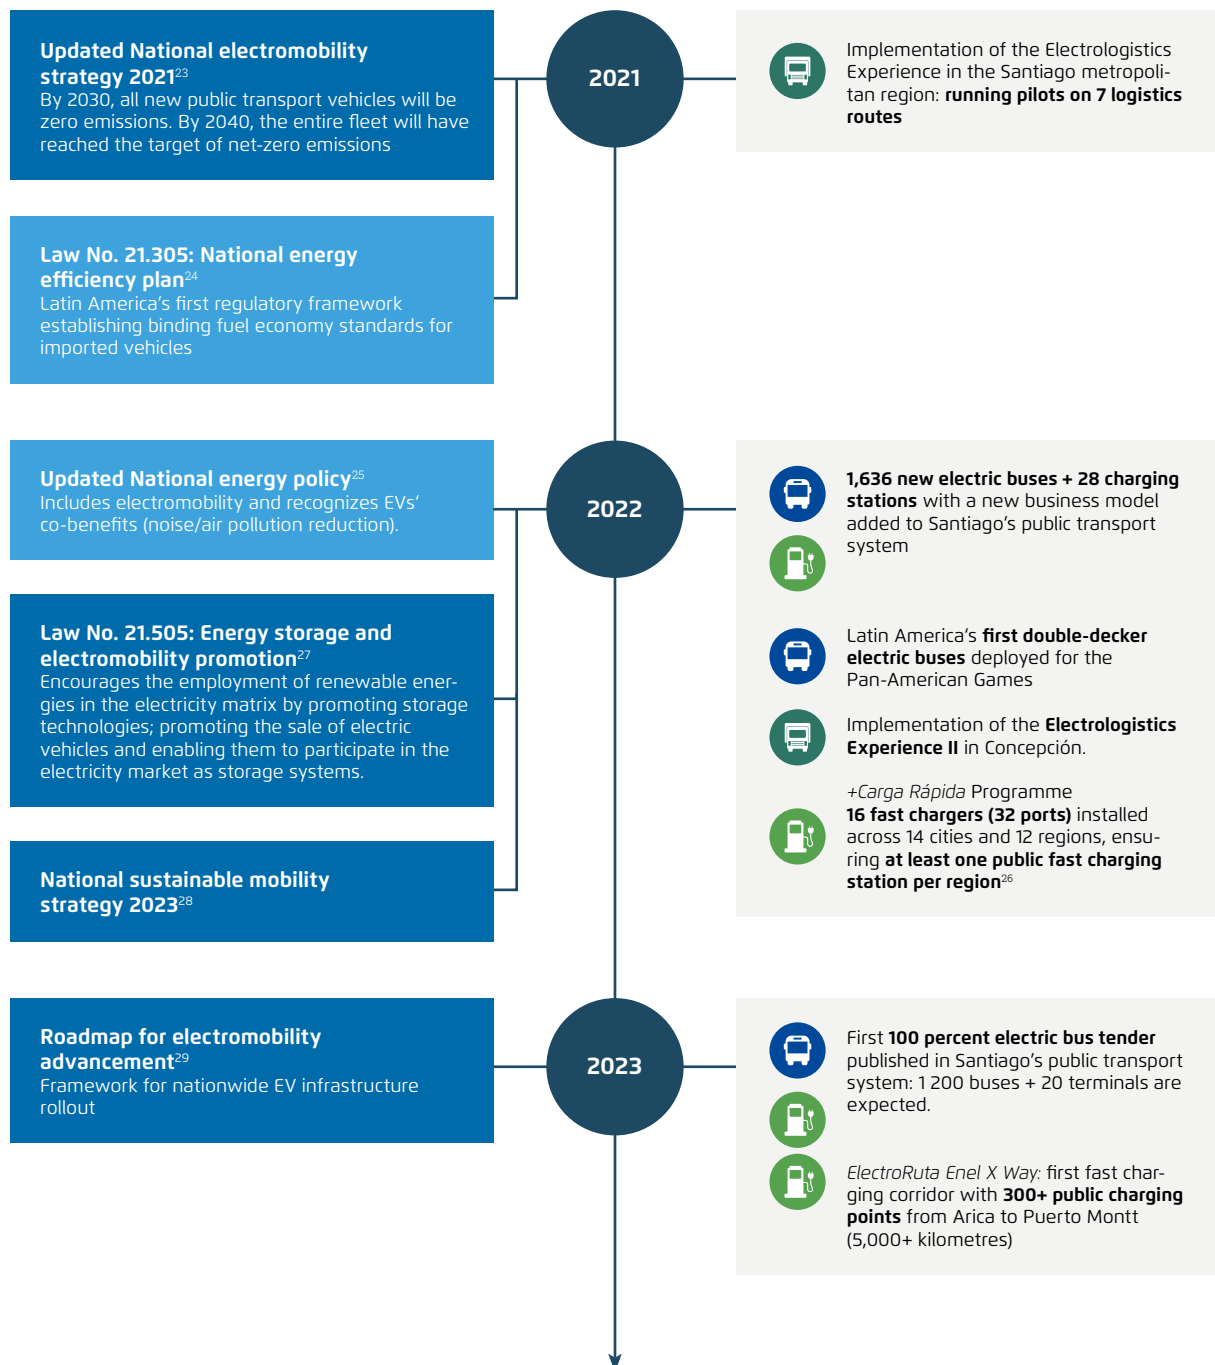 Updated National electromobility
strategy 2021²³
By 2030, all new public transport vehicles will be
zero emissions. By 2040, the entire fleet will have
reached the target of net-zero emissions
2021
Implementation of the Electrologistics
Experience in the Santiago metropoli-
tan region: running pilots on 7 logistics
routes
Law No. 21.305: National energy
efficiency plan²⁴
Latin America’s first regulatory framework
establishing binding fuel economy standards for
imported vehicles
Updated National energy policy²⁵
Includes electromobility and recognizes EVs’
co-benefits (noise/air pollution reduction).
Law No. 21.505: Energy storage and
electromobility promotion²⁷
Encourages the employment of renewable ener-
gies in the electricity matrix by promoting storage
technologies; promoting the sale of electric
vehicles and enabling them to participate in the
electricity market as storage systems.
National sustainable mobility
strategy 2023²⁸
2022
1,636 new electric buses + 28 charging
stations with a new business model
added to Santiago’s public transport
system
Latin America’s first double-decker
electric buses deployed for the
Pan-American Games
Implementation of the Electrologistics
Experience II in Concepción.
+Carga Rápida Programme
16 fast chargers (32 ports) installed
across 14 cities and 12 regions, ensu-
ring at least one public fast charging
station per region²⁶
Roadmap for electromobility
advancement²⁹
Framework for nationwide EV infrastructure
rollout
2023
First 100 percent electric bus tender
published in Santiago’s public transport
system: 1 200 buses + 20 terminals are
expected.
ElectroRuta Enel X Way: first fast char-
ging corridor with 300+ public charging
points from Arica to Puerto Montt
(5,000+ kilometres)